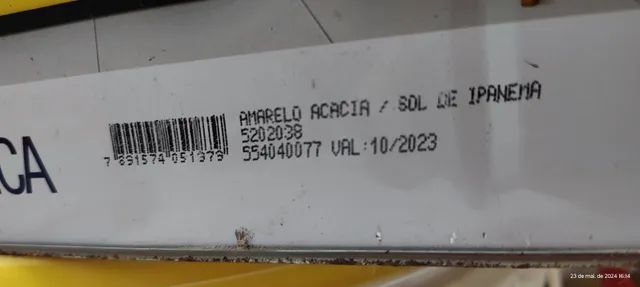 AMARELO ACACIA / SOL DE IPANEMA
5202038
554040077 VAL:10/2023
7 891574 051379
CA
23 de mai. de 2024 16:14